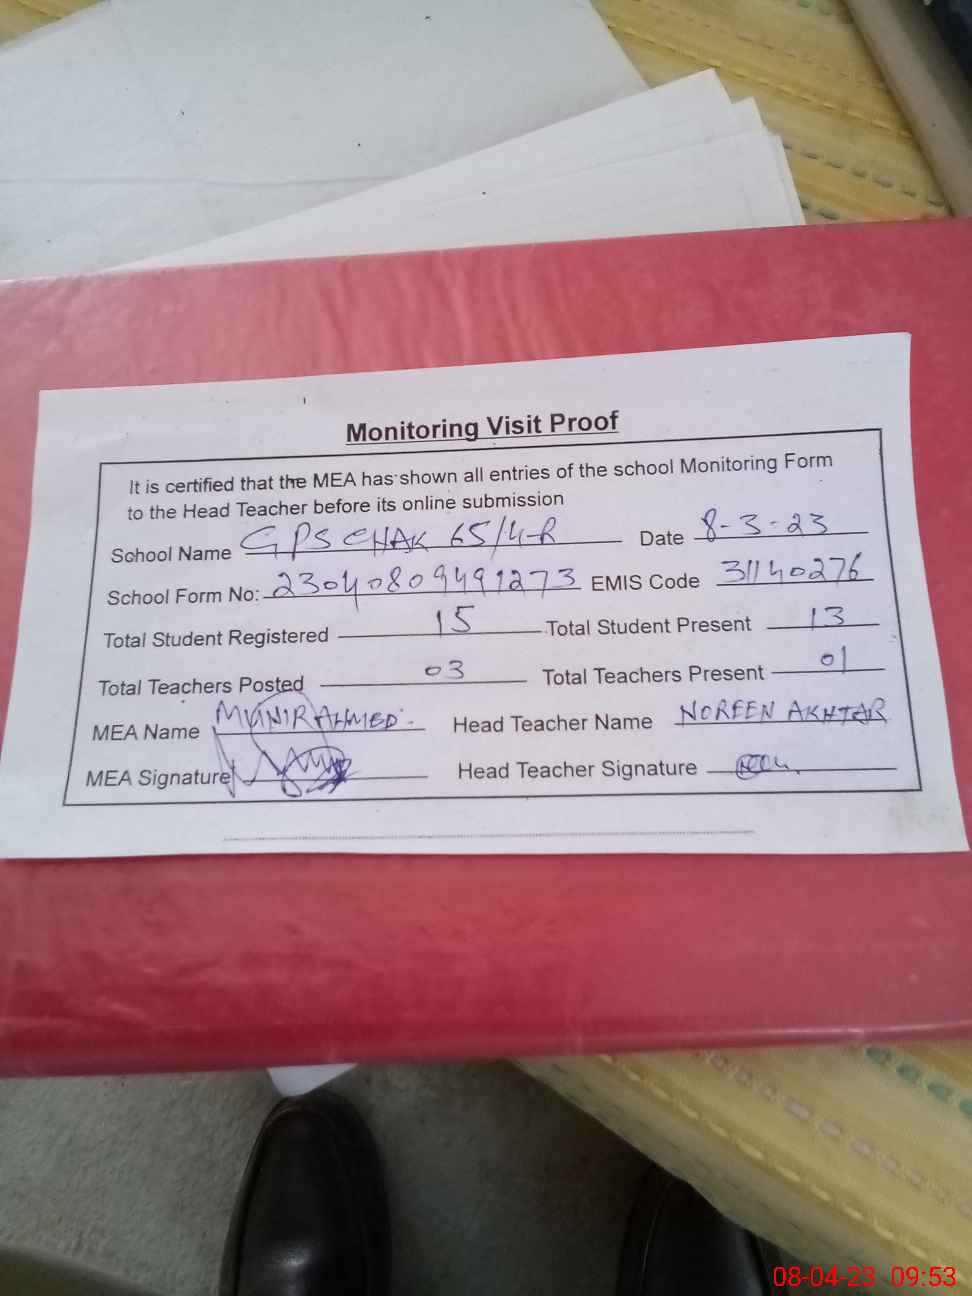 Monitoring Visit Proof
It is certified that the MEA has shown all entries of the school Monitoring Form
to the Head Teacher before its online submission
School Name GPS CHAK 65/4-R Date 8-3-23
School Form No: 23040809491273 EMIS Code 31140276
Total Student Registered 15 Total Student Present 13
Total Teachers Posted 03 Total Teachers Present 01
MEA Name MUNIR AHMED Head Teacher Name NOREEN AKHTAR
MEA Signature Head Teacher Signature
08-04-23 09:53